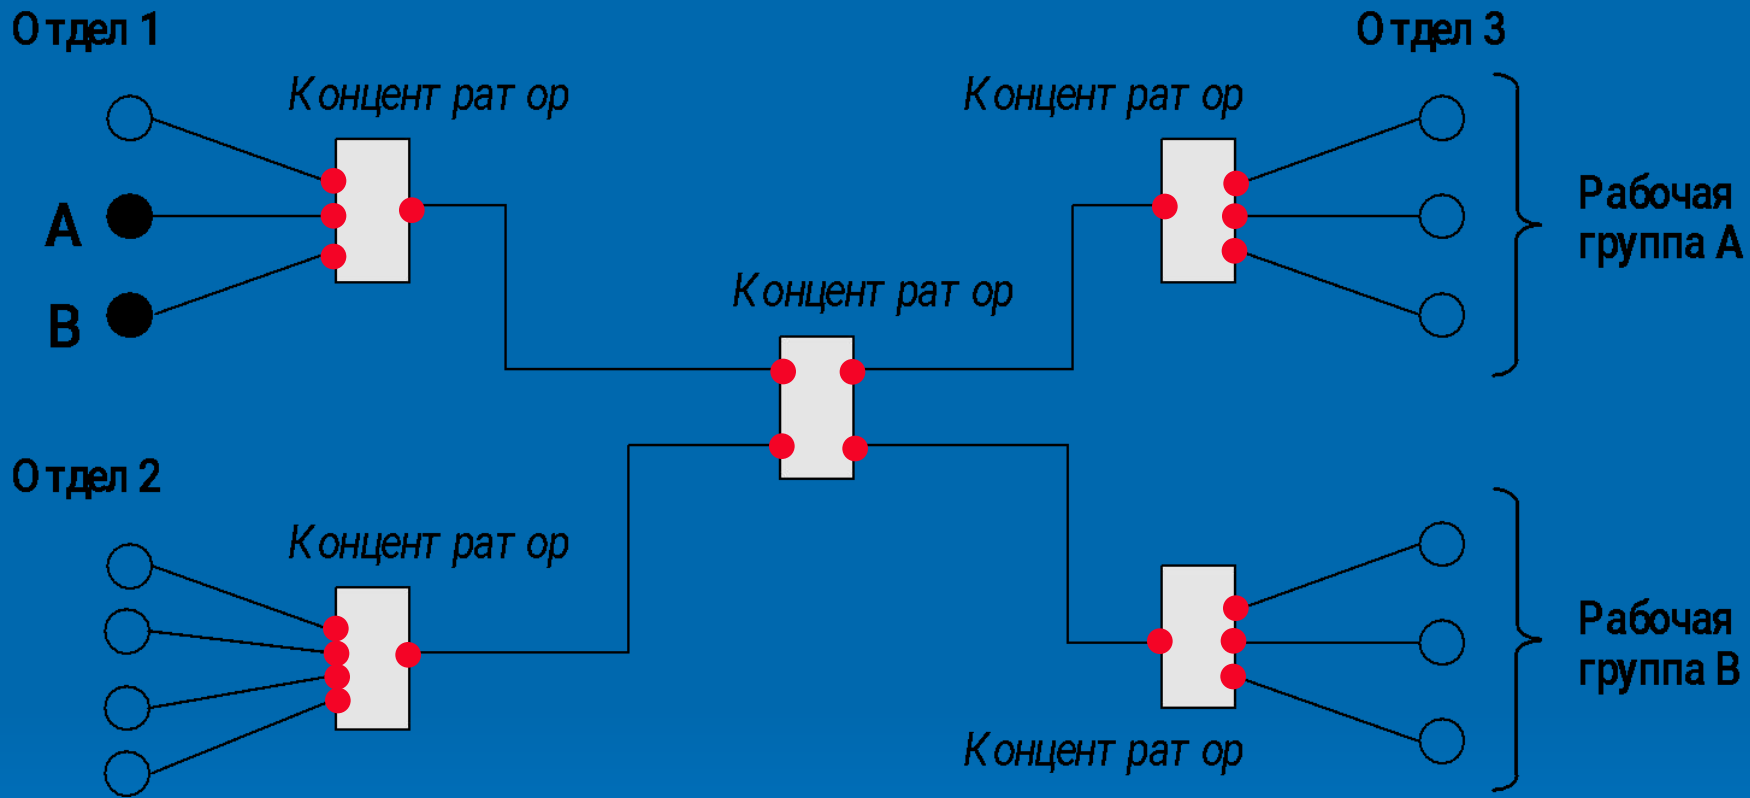 Отдел 1
Отдел 3
Концентратор
Концентратор
А
Рабочая
группа А
В
Концентратор
Отдел 2
Концентратор
Рабочая
группа В
Концентратор